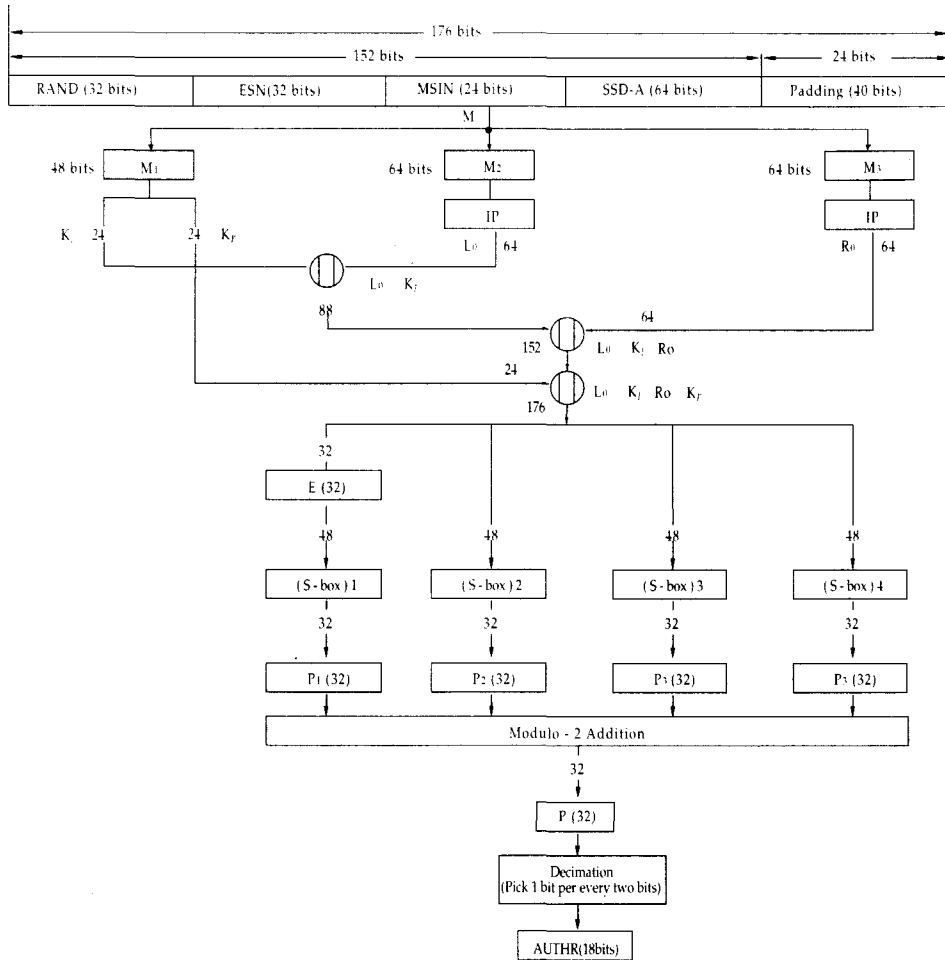 176 bits
152 bits 24 bits
RAND (32 bits) ESN(32 bits) MSIN (24 bits) SSD-A (64 bits) Padding (40 bits)
M
48 bits M1 64 bits M2 64 bits M3
IP IP
K 24 24 Kr L0 64 R0 64
L0 Kl
88 64
152 L0 Kl Ro
24
L0 Kl Ro Kr
176
32
E (32)
48 48 48 48
(S-box)1 (S-box)2 (S-box)3 (S-box)4
32 32 32 32
P1 (32) P2 (32) P3 (32) P3 (32)
Modulo - 2 Addition
32
P (32)
Decimation
(Pick 1 bit per every two bits)
AUTHR(18bits)